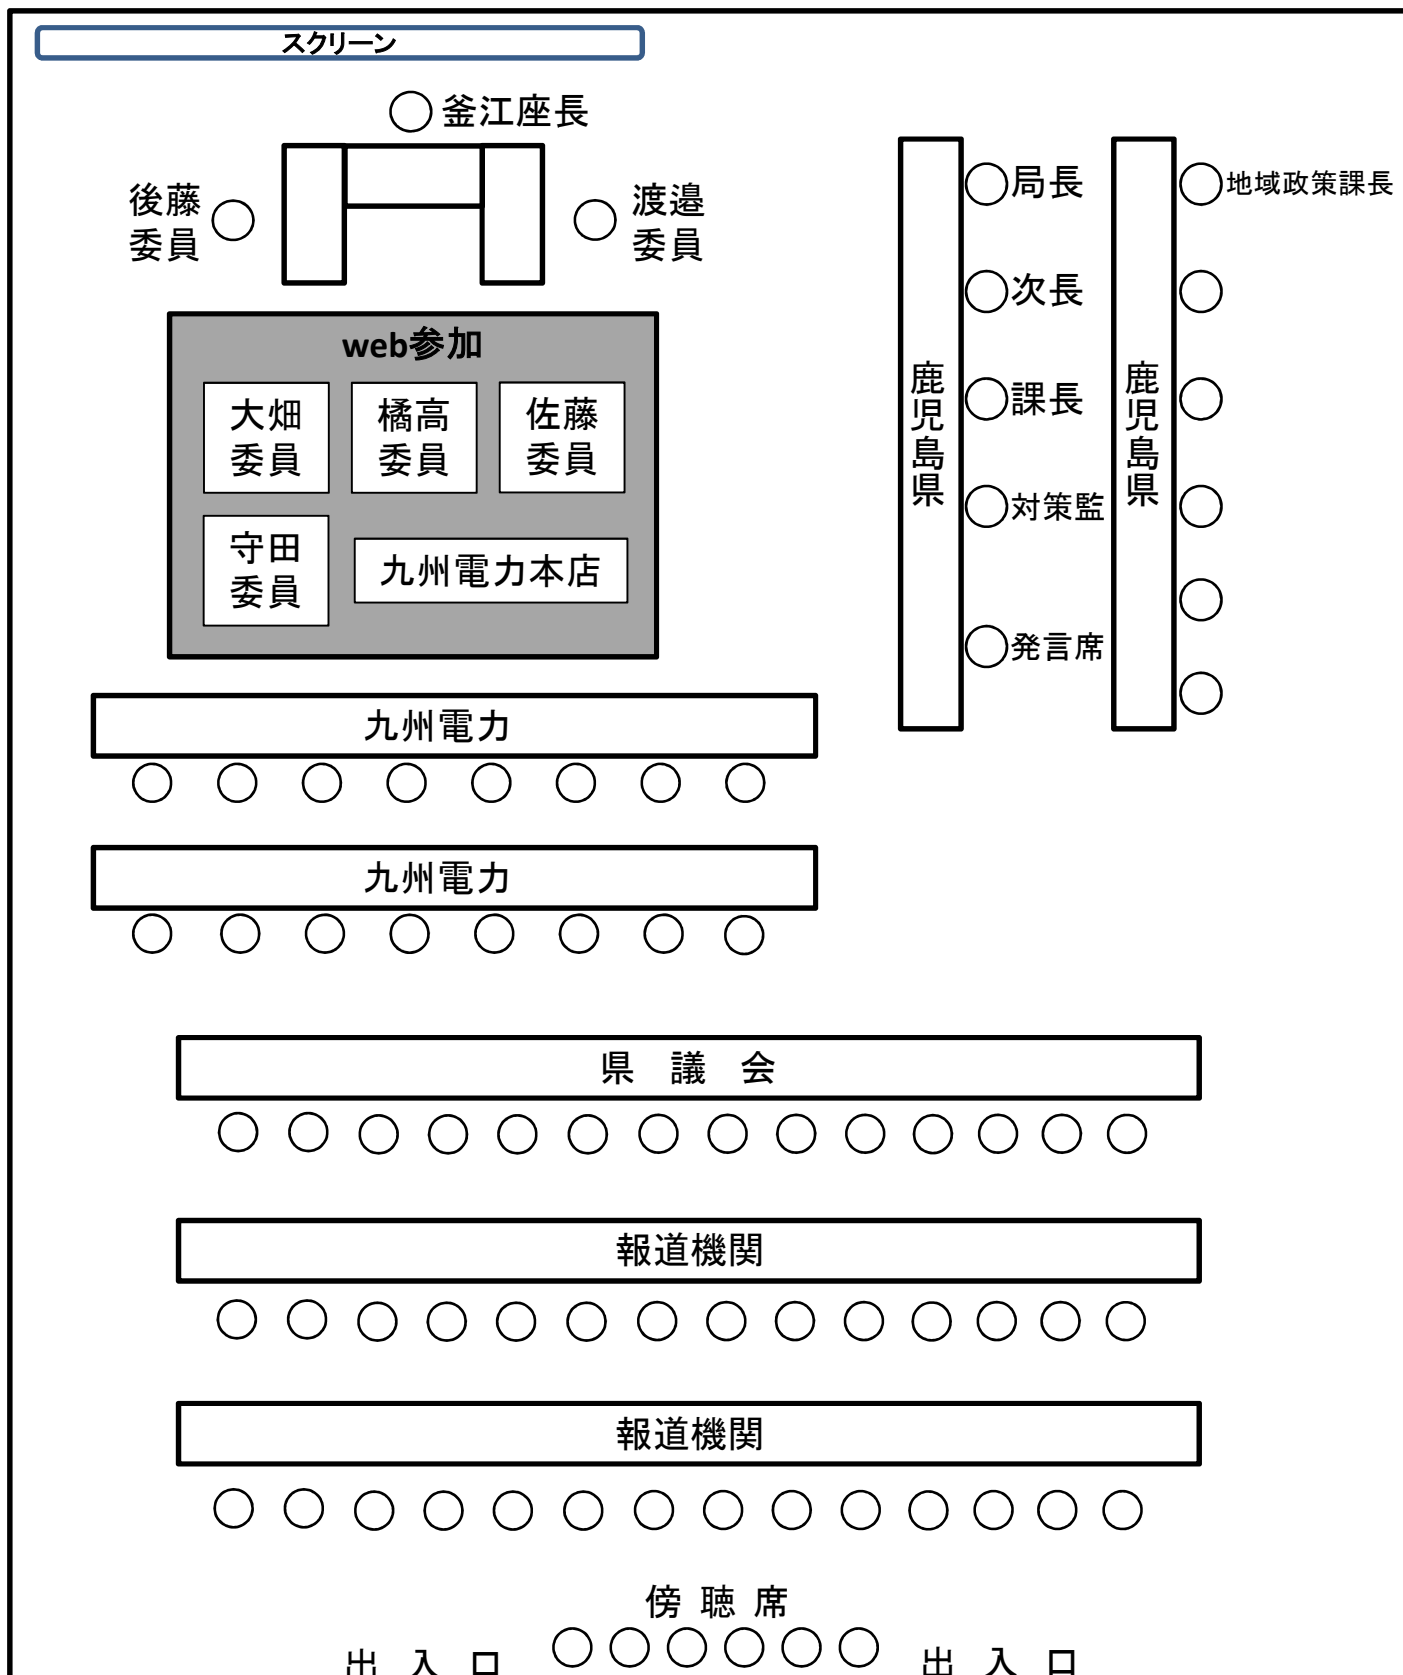 スクリーン
釜江座長
後藤
委員
渡邉
委員
web参加
大畑
委員
橘高
委員
佐藤
委員
守田
委員
九州電力本店
鹿児島県
局長
次長
課長
対策監
発言席
鹿児島県
地域政策課長
九州電力
九州電力
県 議 会
報道機関
報道機関
傍 聴 席
出 入 口
出 入 口